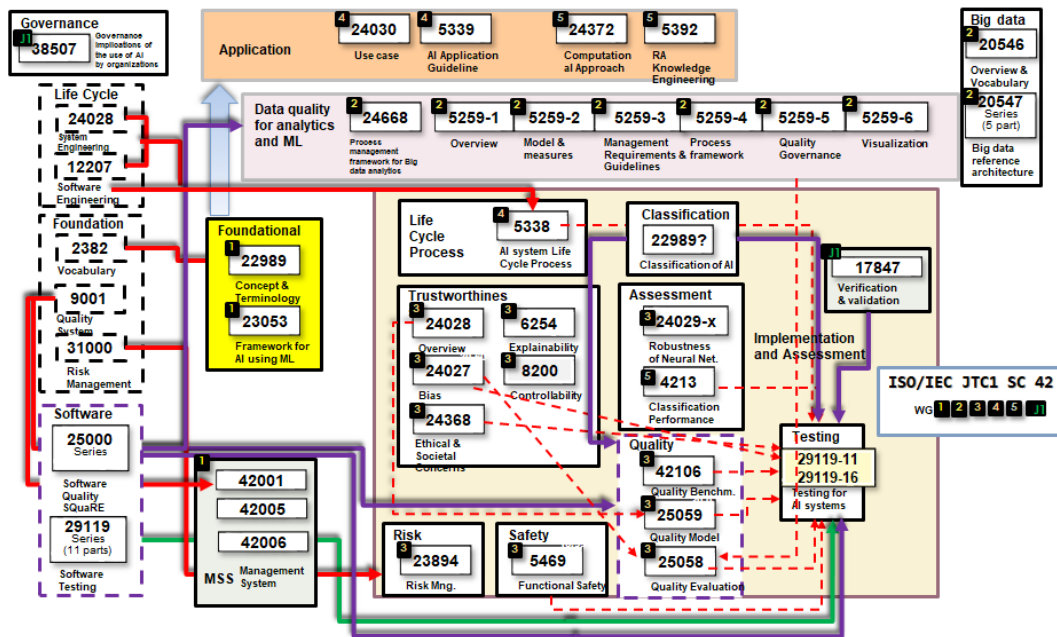 Governance
J1
38507
Governance
implications of
the use of AI
by organizations
Application
4
24030
Use case
4
5339
AI Application
Guideline
5
24372
Computation
al Approach
5
5392
RA
Knowledge
Engineering
Big data
2
20546
Overview &
Vocabulary
2
20547
Series
(5 part)
Big data
reference
architecture
Life Cycle
24028
System
Engineering
12207
Software
Engineering
Data quality
for analytics
and ML
2
24668
Process
management
framework for Big
data analytics
2
5259-1
Overview
2
5259-2
Model &
measures
2
5259-3
Management
Requirements &
Guidelines
2
5259-4
Process
framework
2
5259-5
Quality
Governance
2
5259-6
Visualization
Foundation
2382
Vocabulary
9001
Quality
System
31000
Risk
Management
Foundational
1
22989
Concept &
Terminology
1
23053
Framework for
AI using ML
Life
Cycle
Process
4
5338
AI system Life
Cycle Process
Classification
22989?
Classification of AI
J1
17847
Verification
& validation
Trustworthines
3
24028
Overview
3
6254
Explainability
3
24027
Bias
3
8200
Controllability
3
24368
Ethical &
Societal
Concerns
Assessment
3
24029-x
Robustness
of Neural Net.
5
4213
Classification
Performance
Implementation
and Assessment
ISO/IEC JTC1 SC 42
WG 1 2 3 4 5 J1
Software
25000
Series
Software
Quality
SQuaRE
29119
Series
(11 parts)
Software
Testing
1
42001
42005
42006
MSS Management
System
Quality
3
42106
Quality Benchm.
3
25059
Quality Model
3
25058
Quality Evaluation
Testing
29119-11
29119-16
Testing for
AI systems
Risk
3
23894
Risk Mng.
Safety
3
5469
Functional Safety